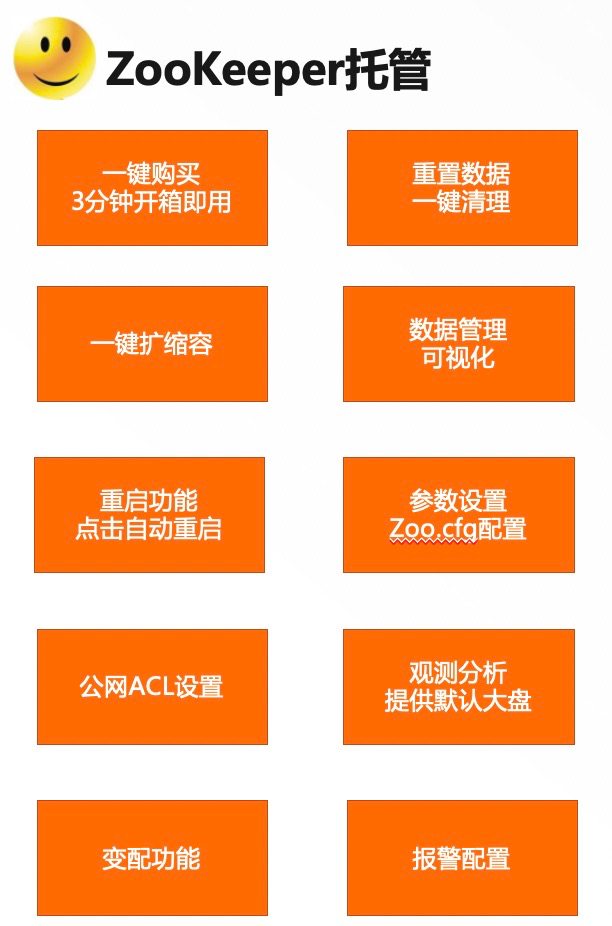 ZooKeeper托管
一键购买
3分钟开箱即用
重置数据
一键清理
一键扩缩容
数据管理
可视化
重启功能
点击自动重启
参数设置
Zoo.cfg配置
公网ACL设置
观测分析
提供默认大盘
变配功能
报警配置